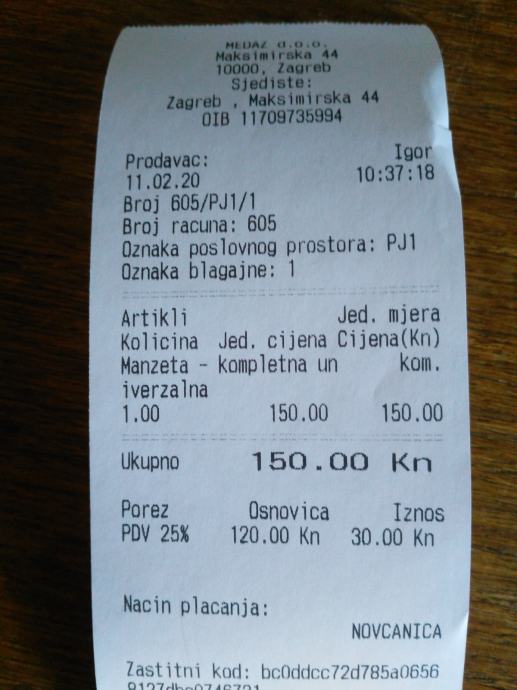 MEDAZ d.o.o.
Maksimirska 44
10000, Zagreb
Sjediste:
Zagreb , Maksimirska 44
OIB 11709735994
Prodavac: Igor
11.02.20 10:37:18
Broj 605/PJ1/1
Broj racuna: 605
Oznaka poslovnog prostora: PJ1
Oznaka blagajne: 1
Artikli Jed. mjera
Kolicina Jed. cijena Cijena(Kn)
Manzeta - kompletna un kom.
iverzalna
1.00 150.00 150.00
Ukupno 150.00 Kn
Porez Osnovica Iznos
PDV 25% 120.00 Kn 30.00 Kn
Nacin placanja:
NOVCANICA
Zastitni kod: bc0ddcc72d785a0656